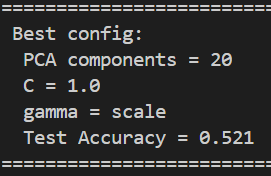 ==========================
Best config:
PCA components = 20
C = 1.0
gamma = scale
Test Accuracy = 0.521
==========================